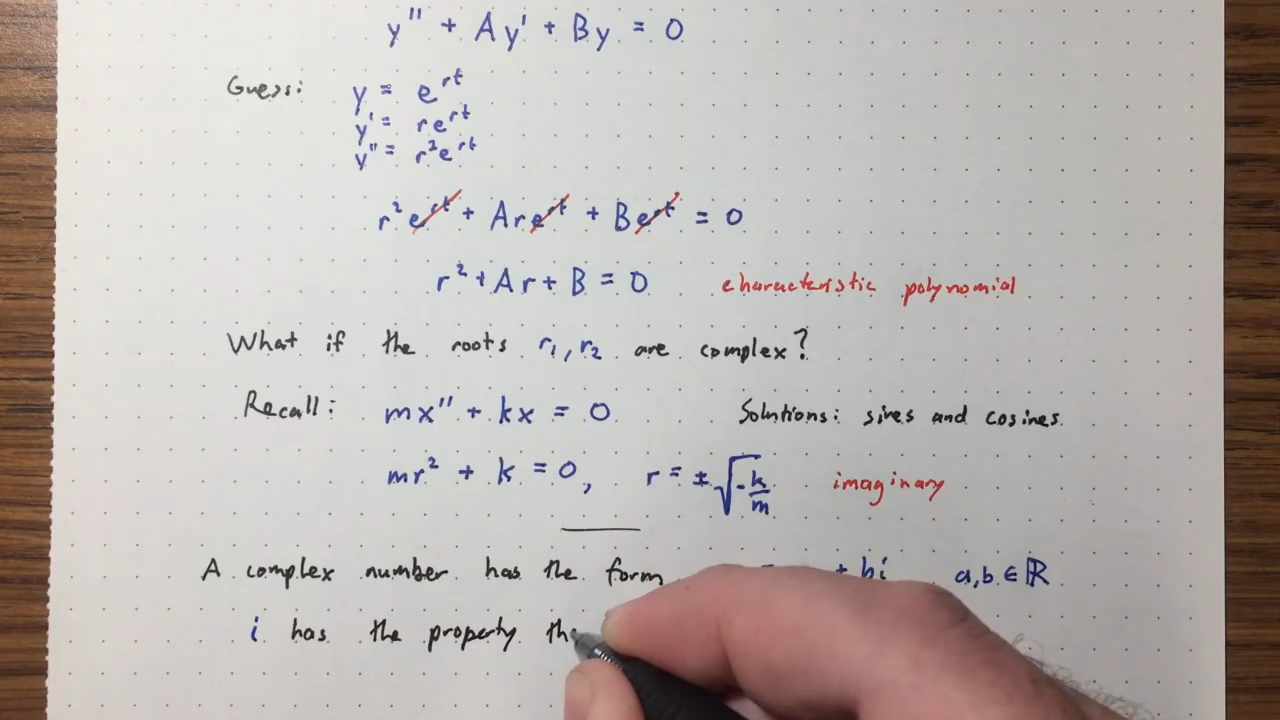 y'' + Ay' + By = 0
Guess: y = e^{rt}
y' = re^{rt}
y'' = r²e^{rt}
r²e^{rt} + Are^{rt} + Be^{rt} = 0
r² + Ar + B = 0 characteristic polynomial
What if the roots r₁, r₂ are complex?
Recall: mx'' + kx = 0 Solutions: sines and cosines.
mr² + k = 0, r = ±√(-k/m) imaginary
A complex number has the form + bi a,b ∈ ℝ
i has the property th